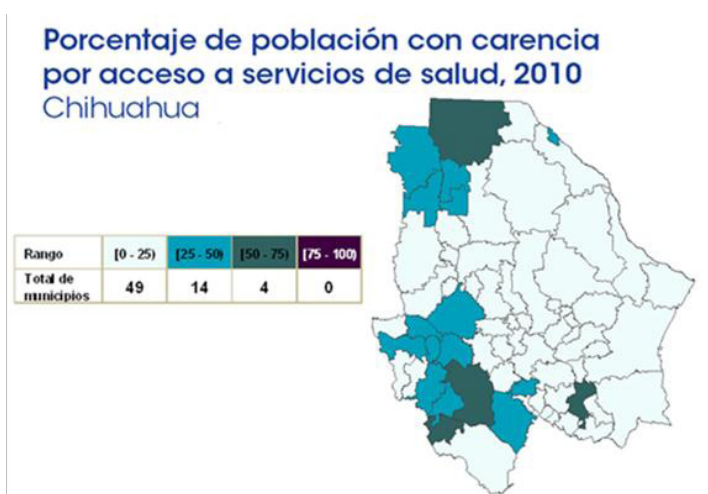 Porcentaje de población con carencia
por acceso a servicios de salud, 2010
Chihuahua
Rango [0 - 25) [25 - 50) [50 - 75) [75 - 100)
Total de
municipios 49 14 4 0